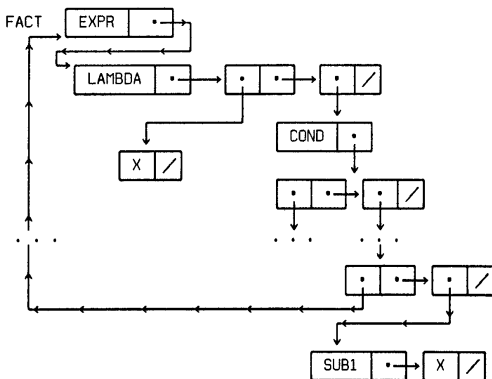 FACT EXPR
LAMBDA
COND
X
. . . . . . . . .
SUB1 X